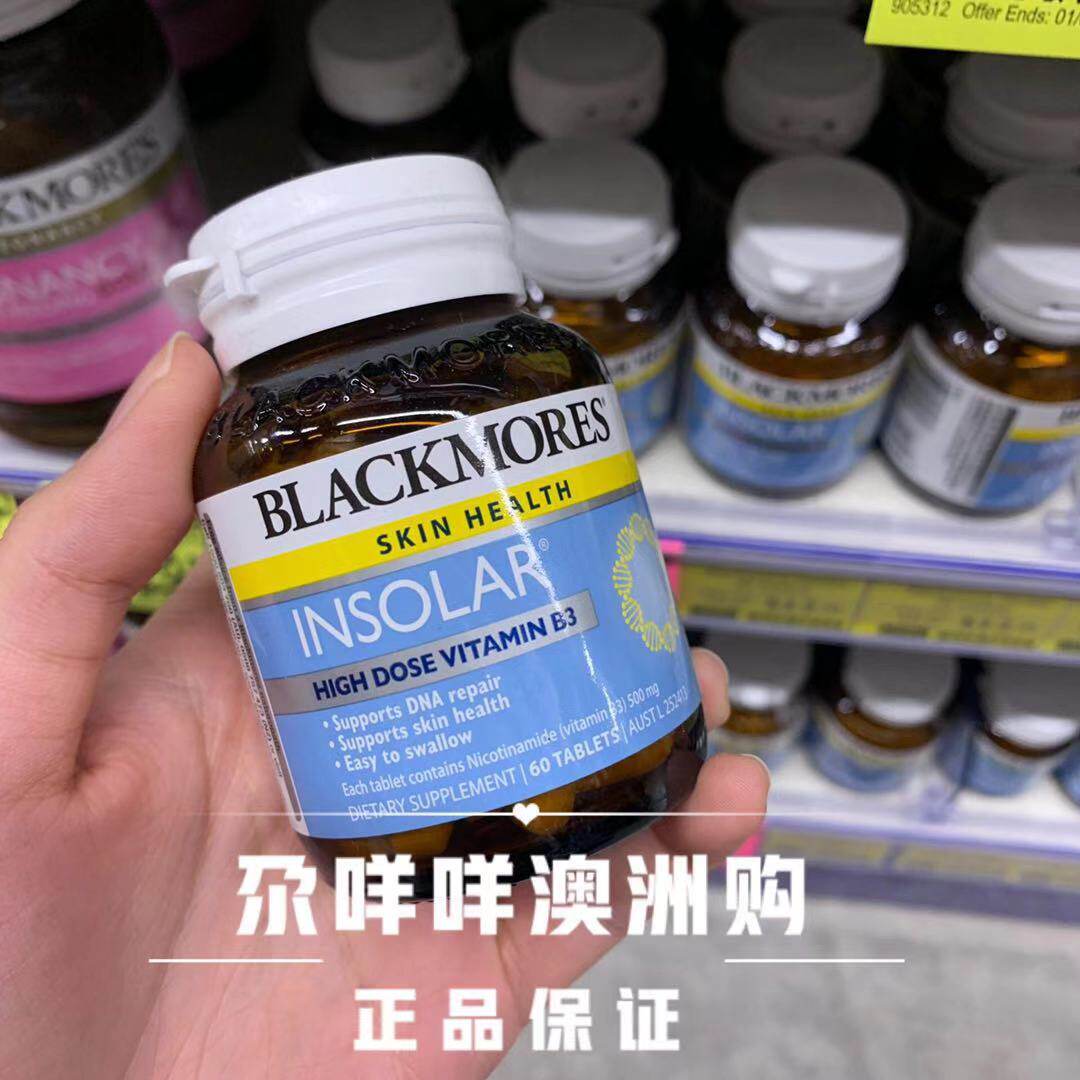 905312 Offer Ends: 01/
BLACKMORES
SKIN HEALTH
INSOLAR®
HIGH DOSE VITAMIN B3
• Supports DNA repair
• Supports skin health
• Easy to swallow
Each tablet contains Nicotinamide (vitamin B3) 500 mg
DIETARY SUPPLEMENT | 60 TABLETS | AUST L 252413
BLACKMORES
INSOLAR
尕咩咩澳洲购
正品保证